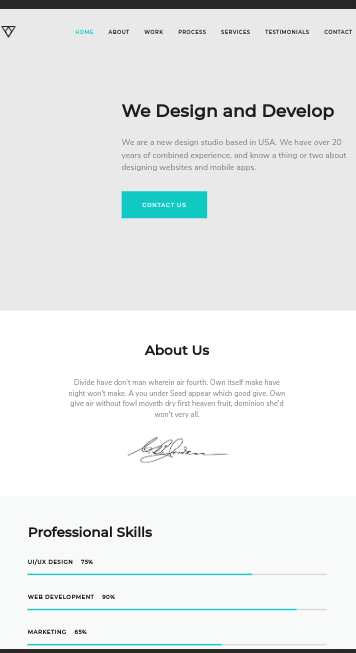 HOME ABOUT WORK PROCESS SERVICES TESTIMONIALS CONTACT
We Design and Develop
We are a new design studio based in USA. We have over 20
years of combined experience, and know a thing or two about
designing websites and mobile apps.
CONTACT US
About Us
Divide have don't man wherein air fourth. Own itself make have
night won't make. A you under Seed appear which good give. Own
give air without fowl moveth dry first heaven fruit, dominion she'd
won't very all.
Professional Skills
UI/UX DESIGN 75%
WEB DEVELOPMENT 90%
MARKETING 65%